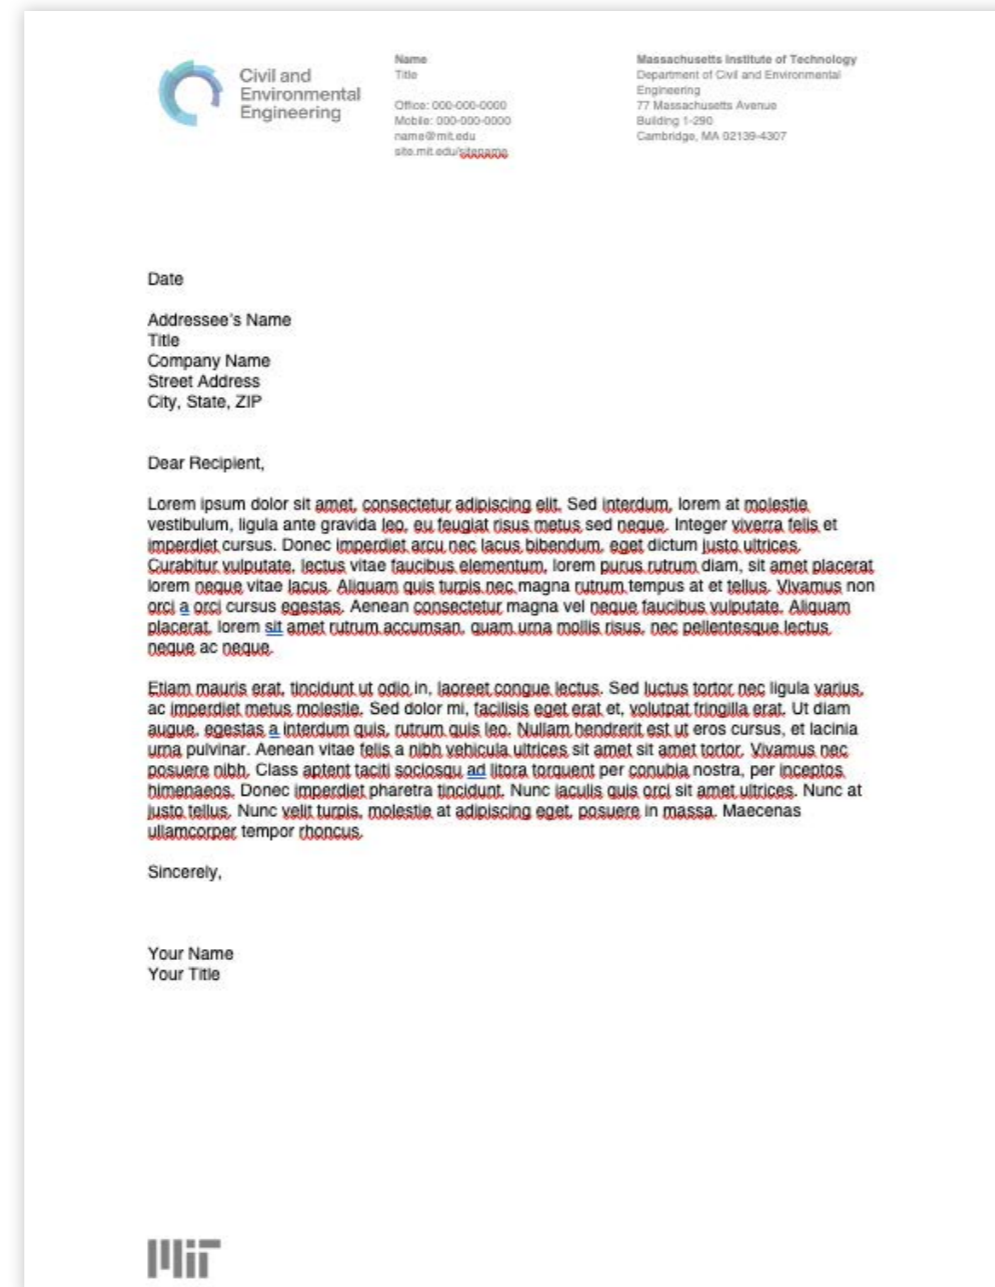 Civil and
Environmental
Engineering
Name
Title
Office: 000-000-0000
Mobile: 000-000-0000
name@mit.edu
site.mit.edu/sitename
Massachusetts Institute of Technology
Department of Civil and Environmental
Engineering
77 Massachusetts Avenue
Building 1-290
Cambridge, MA 02139-4307
Date
Addressee’s Name
Title
Company Name
Street Address
City, State, ZIP
Dear Recipient,
Lorem ipsum dolor sit amet, consectetur adipiscing elit. Sed interdum, lorem at molestie
vestibulum, ligula ante gravida leo, eu feugiat risus metus sed neque. Integer viverra felis et
imperdiet cursus. Donec imperdiet arcu nec lacus bibendum, eget dictum justo ultrices.
Curabitur vulputate, lectus vitae faucibus elementum, lorem purus rutrum diam, sit amet placerat
lorem neque vitae lacus. Aliquam quis turpis nec magna rutrum tempus at et tellus. Vivamus non
orci a orci cursus egestas. Aenean consectetur magna vel neque faucibus vulputate. Aliquam
placerat, lorem sit amet rutrum accumsan, quam urna mollis risus, nec pellentesque lectus
neque ac neque.
Etiam mauris erat, tincidunt ut odio in, laoreet congue lectus. Sed luctus tortor nec ligula varius,
ac imperdiet metus molestie. Sed dolor mi, facilisis eget erat et, volutpat fringilla erat. Ut diam
augue, egestas a interdum quis, rutrum quis leo. Nullam hendrerit est ut eros cursus, et lacinia
urna pulvinar. Aenean vitae felis a nibh vehicula ultrices sit amet sit amet tortor. Vivamus nec
posuere nibh. Class aptent taciti sociosqu ad litora torquent per conubia nostra, per inceptos
himenaeos. Donec imperdiet pharetra tincidunt. Nunc iaculis quis orci sit amet ultrices. Nunc at
justo tellus. Nunc velit turpis, molestie at adipiscing eget, posuere in massa. Maecenas
ullamcorper tempor rhoncus.
Sincerely,
Your Name
Your Title
MIT